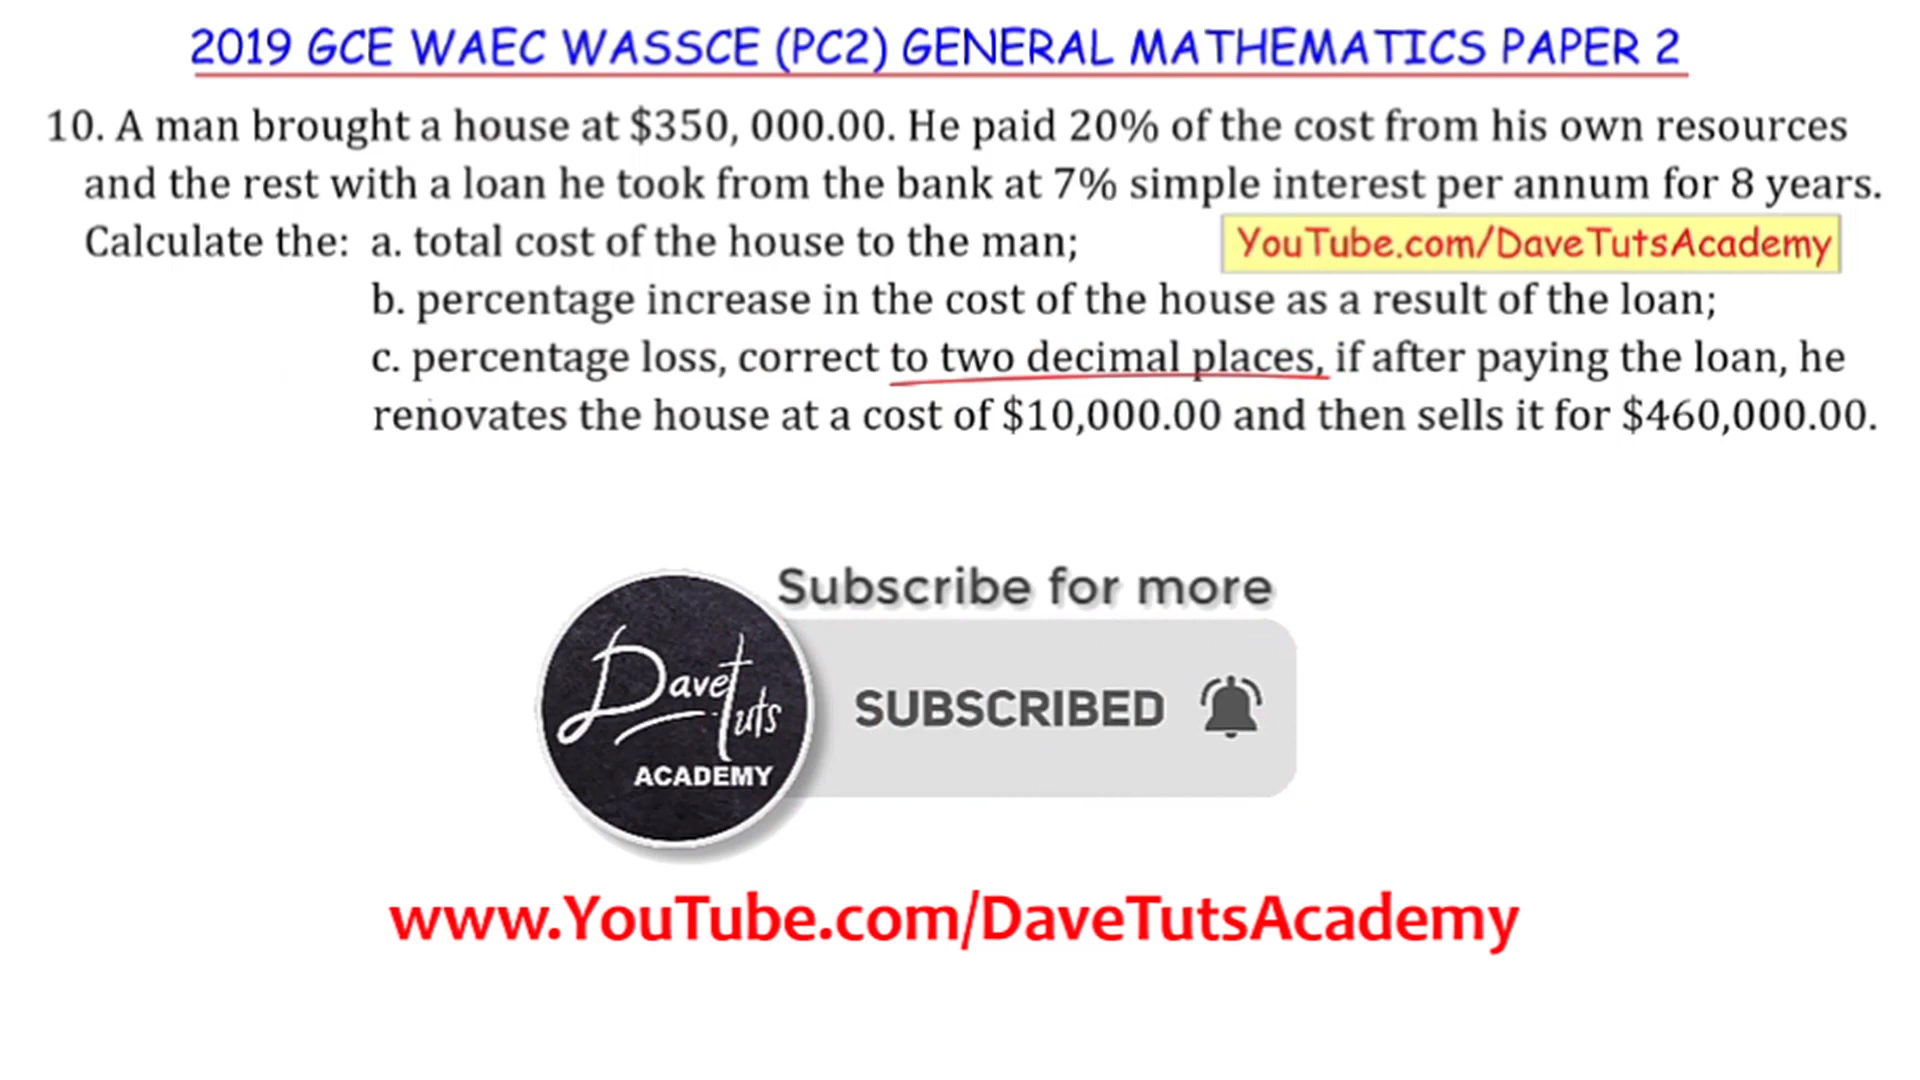 2019 GCE WAEC WASSCE (PC2) GENERAL MATHEMATICS PAPER 2
10. A man brought a house at $350, 000.00. He paid 20% of the cost from his own resources
and the rest with a loan he took from the bank at 7% simple interest per annum for 8 years.
Calculate the: a. total cost of the house to the man;
YouTube.com/DaveTutsAcademy
b. percentage increase in the cost of the house as a result of the loan;
c. percentage loss, correct to two decimal places, if after paying the loan, he
renovates the house at a cost of $10,000.00 and then sells it for $460,000.00.
Subscribe for more
Dave Tuts
ACADEMY
SUBSCRIBED
www.YouTube.com/DaveTutsAcademy